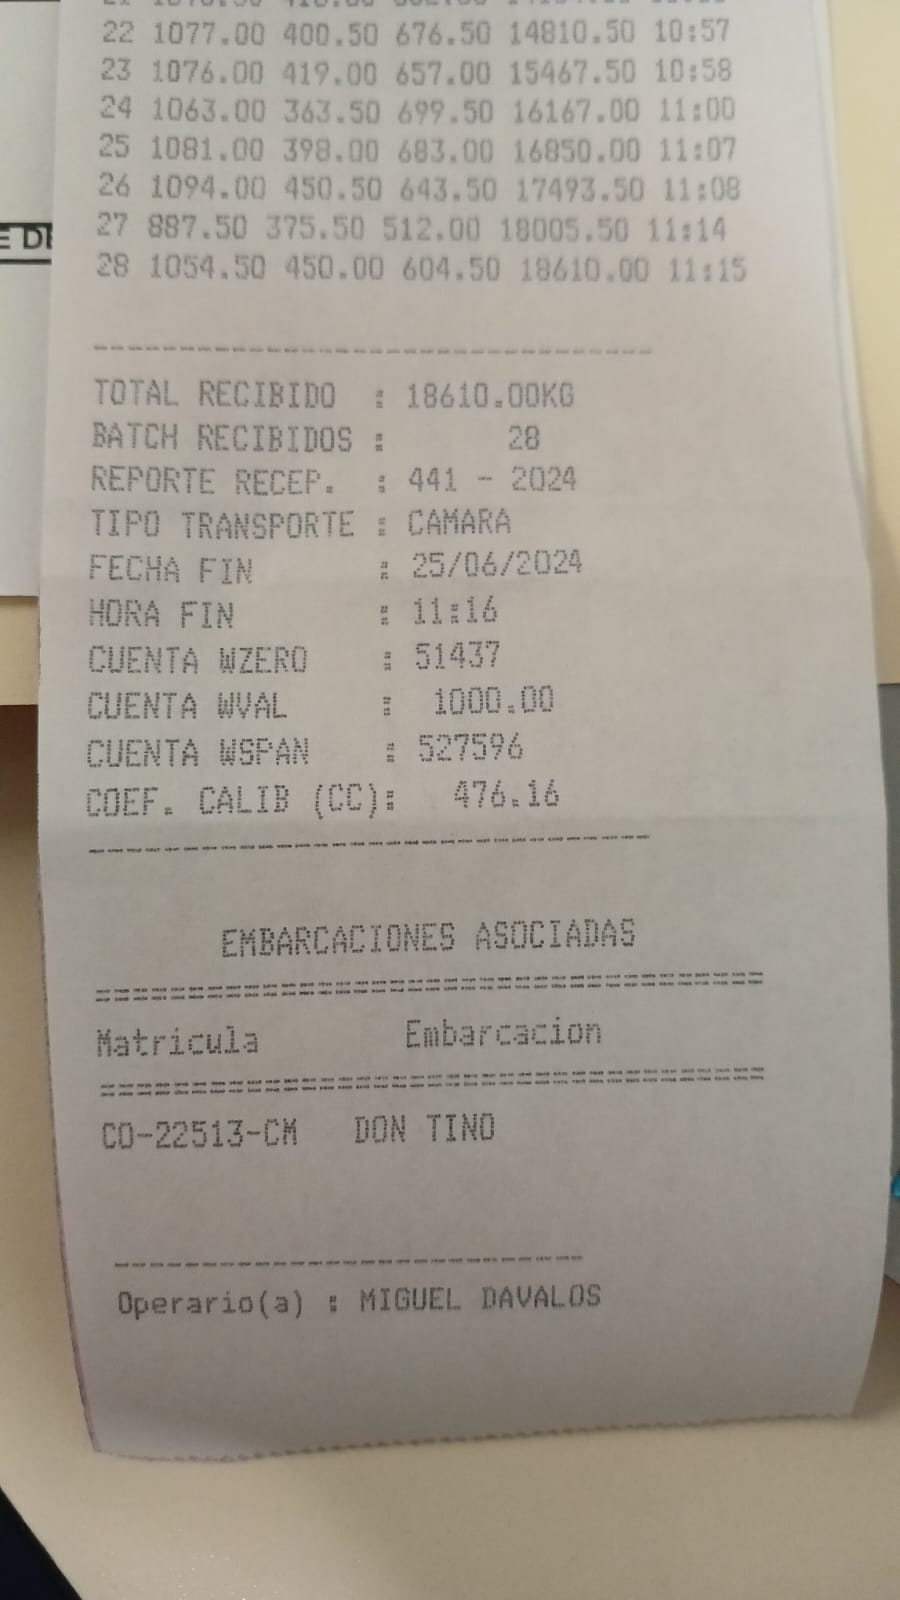 22 1077.00 400.50 676.50 14810.50 10:57
23 1076.00 419.00 657.00 15467.50 10:58
24 1063.00 363.50 699.50 16167.00 11:00
25 1081.00 398.00 683.00 16850.00 11:07
26 1094.00 450.50 643.50 17493.50 11:08
27 887.50 375.50 512.00 18005.50 11:14
28 1054.50 450.00 604.50 18610.00 11:15
TOTAL RECIBIDO : 18610.00KG
BATCH RECIBIDOS : 28
REPORTE RECEP. : 441 - 2024
TIPO TRANSPORTE : CAMARA
FECHA FIN : 25/06/2024
HORA FIN : 11:16
CUENTA WZERO : 51437
CUENTA WVAL : 1000.00
CUENTA WSPAN : 527596
COEF. CALIB (CC): 476.16
EMBARCACIONES ASOCIADAS
Matricula Embarcacion
CO-22513-CM DON TINO
Operario(a) : MIGUEL DAVALOS